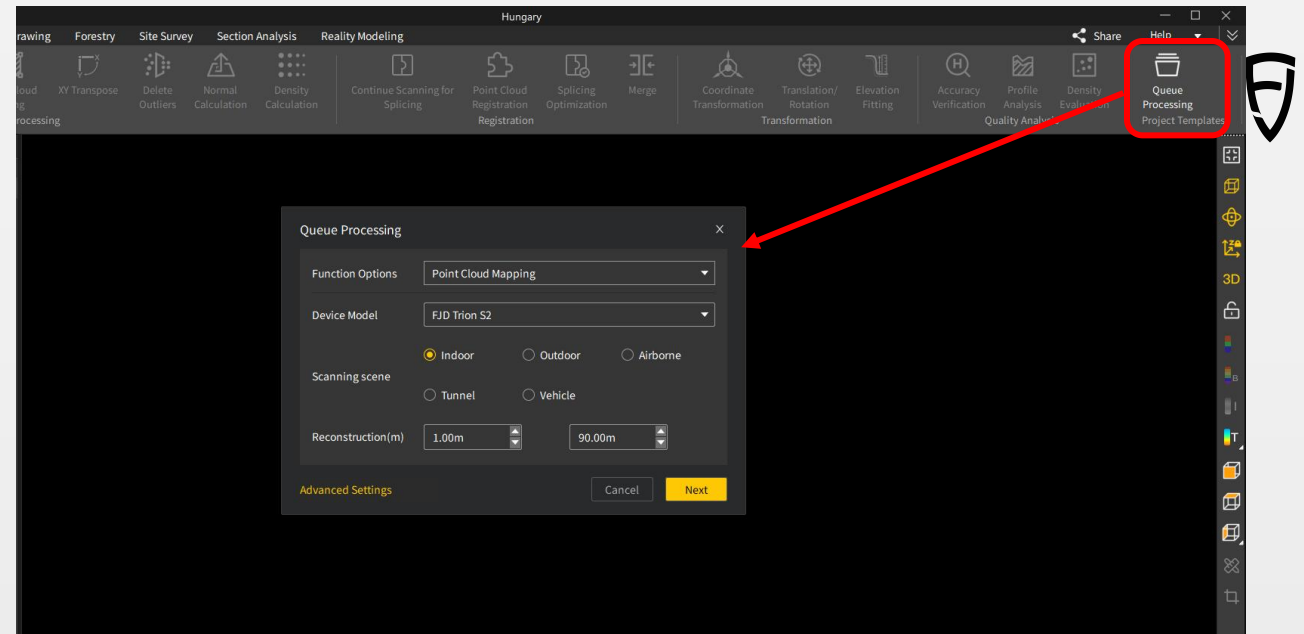 Hungary
rawing Forestry Site Survey Section Analysis Reality Modeling Share Help
loud XY Transpose Delete Outliers Normal Calculation Density Calculation Continue Scanning for Splicing Point Cloud Registration Splicing Optimization Merge Coordinate Transformation Translation/ Rotation Elevation Fitting Accuracy Verification Profile Analysis Density Evaluation Queue Processing
rocessing Registration Transformation Quality Analysis Project Templates
Queue Processing X
Function Options Point Cloud Mapping
Device Model FJD Trion S2
Scanning scene
Indoor Outdoor Airborne
Tunnel Vehicle
Reconstruction(m) 1.00m 90.00m
Advanced Settings Cancel Next
3D
B
I
T